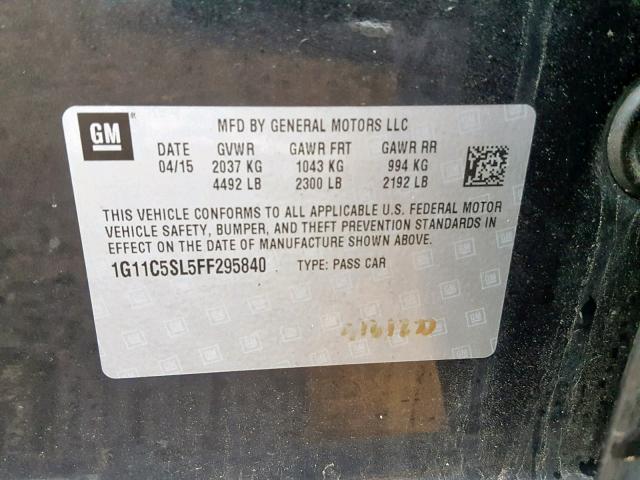 GM
MFD BY GENERAL MOTORS LLC
DATE GVWR GAWR FRT GAWR RR
04/15 2037 KG 1043 KG 994 KG
4492 LB 2300 LB 2192 LB
THIS VEHICLE CONFORMS TO ALL APPLICABLE U.S. FEDERAL MOTOR
VEHICLE SAFETY, BUMPER, AND THEFT PREVENTION STANDARDS IN
EFFECT ON THE DATE OF MANUFACTURE SHOWN ABOVE.
1G11C5SL5FF295840 TYPE: PASS CAR